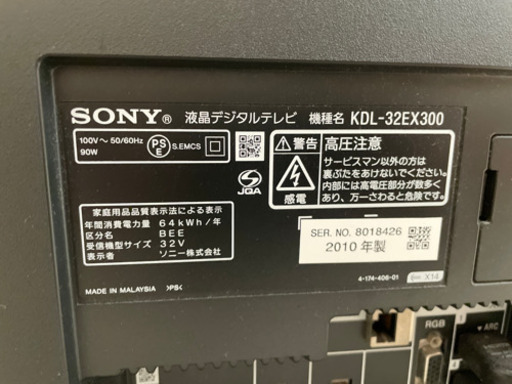 SONY® 液晶デジタルテレビ 機種名 KDL-32EX300
100V～50/60Hz
90W
PS
E
S.EMCS
JQA
警告 高圧注意
サービスマン以外の方は
裏ぶたをあけないでください。
内部には高電圧部分が数多く
あり、万一さわると危険です。
感電
家庭用品品質表示法による表示
年間消費電力量 64kWh/年
区分名 BEE
受信機型サイズ 32V
表示者 ソニー株式会社
SER. NO. 8018426
2010年製
MADE IN MALAYSIA >PS<
4-174-406-01
X14
RGB
ARC